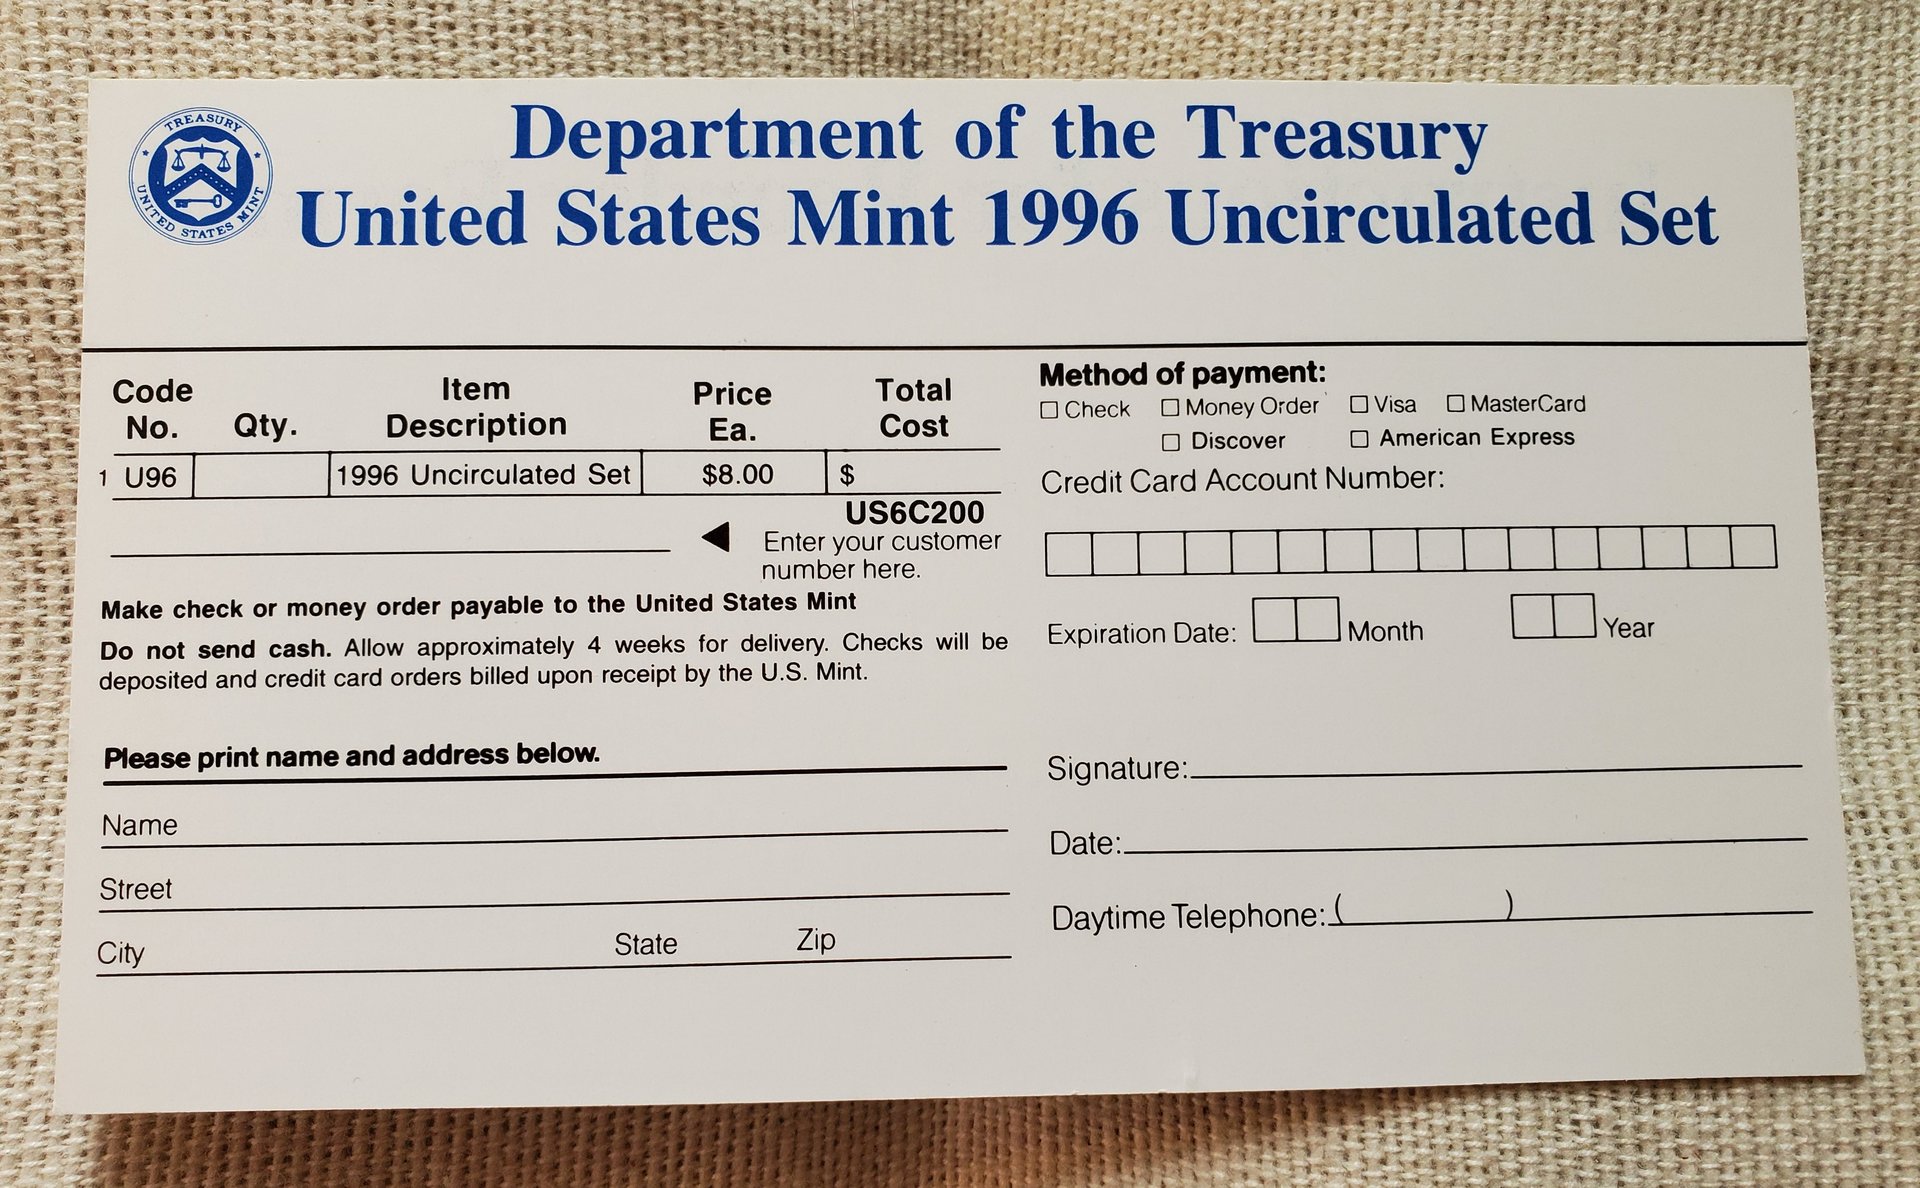 TREASURY
UNITED STATES MINT
Department of the Treasury
United States Mint 1996 Uncirculated Set
Code No. Qty. Item Description Price Ea. Total Cost
1 U96 1996 Uncirculated Set $8.00 $
US6C200
Enter your customer
number here.
Make check or money order payable to the United States Mint
Do not send cash. Allow approximately 4 weeks for delivery. Checks will be
deposited and credit card orders billed upon receipt by the U.S. Mint.
Please print name and address below.
Name
Street
City State Zip
Method of payment:
Check Money Order Visa MasterCard
Discover American Express
Credit Card Account Number:
Expiration Date: Month Year
Signature:
Date:
Daytime Telephone: ( )